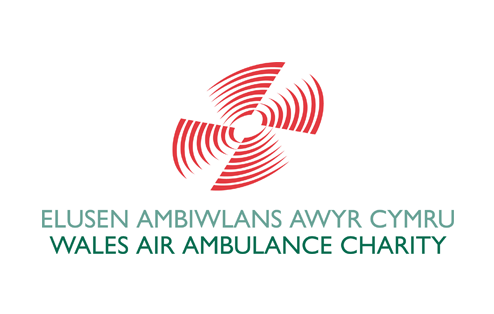 ELUSEN AMBIWLANS AWYR CYMRU
WALES AIR AMBULANCE CHARITY